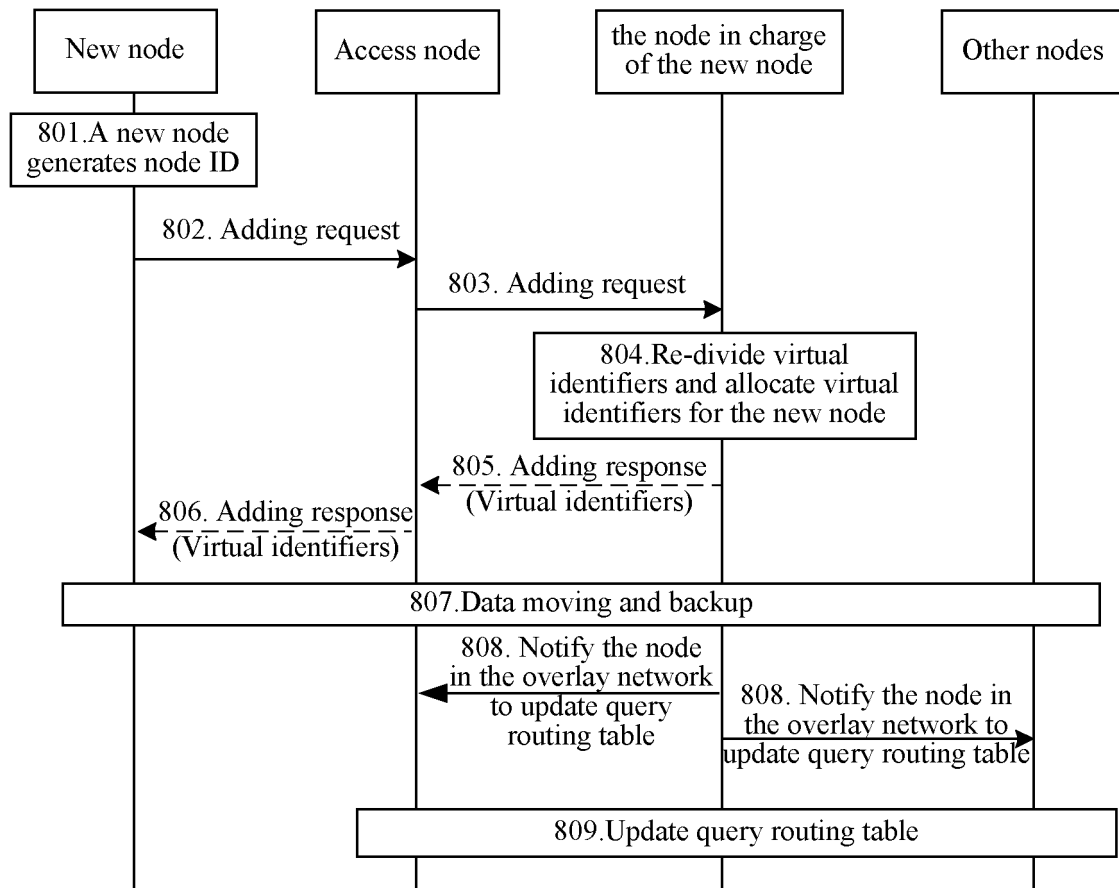 New node
Access node
the node in charge
of the new node
Other nodes
801.A new node
generates node ID
802. Adding request
803. Adding request
804.Re-divide virtual
identifiers and allocate virtual
identifiers for the new node
805. Adding response
(Virtual identifiers)
806. Adding response
(Virtual identifiers)
807.Data moving and backup
808. Notify the node
in the overlay network
to update query
routing table
808. Notify the node in
the overlay network to
update query routing table
809.Update query routing table